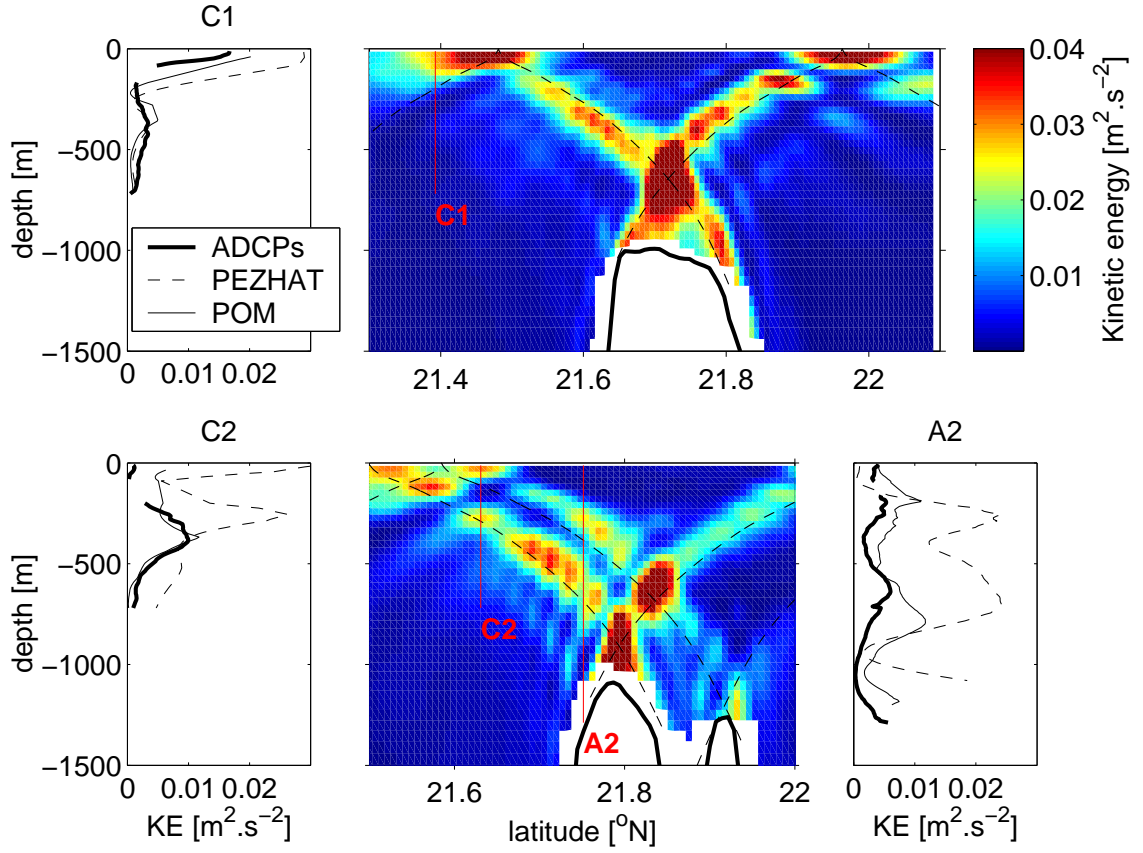 C1
0
−500
−1000
−1500
depth [m]
0 0.01 0.02
ADCPs
PEZHAT
POM
C1
21.4 21.6 21.8 22
0.04
0.03
0.02
0.01
Kinetic energy [m².s⁻²]
C2
0
−500
−1000
−1500
depth [m]
0 0.01 0.02
KE [m².s⁻²]
C2
A2
21.6 21.8 22
latitude [°N]
A2
0 0.01 0.02
KE [m².s⁻²]